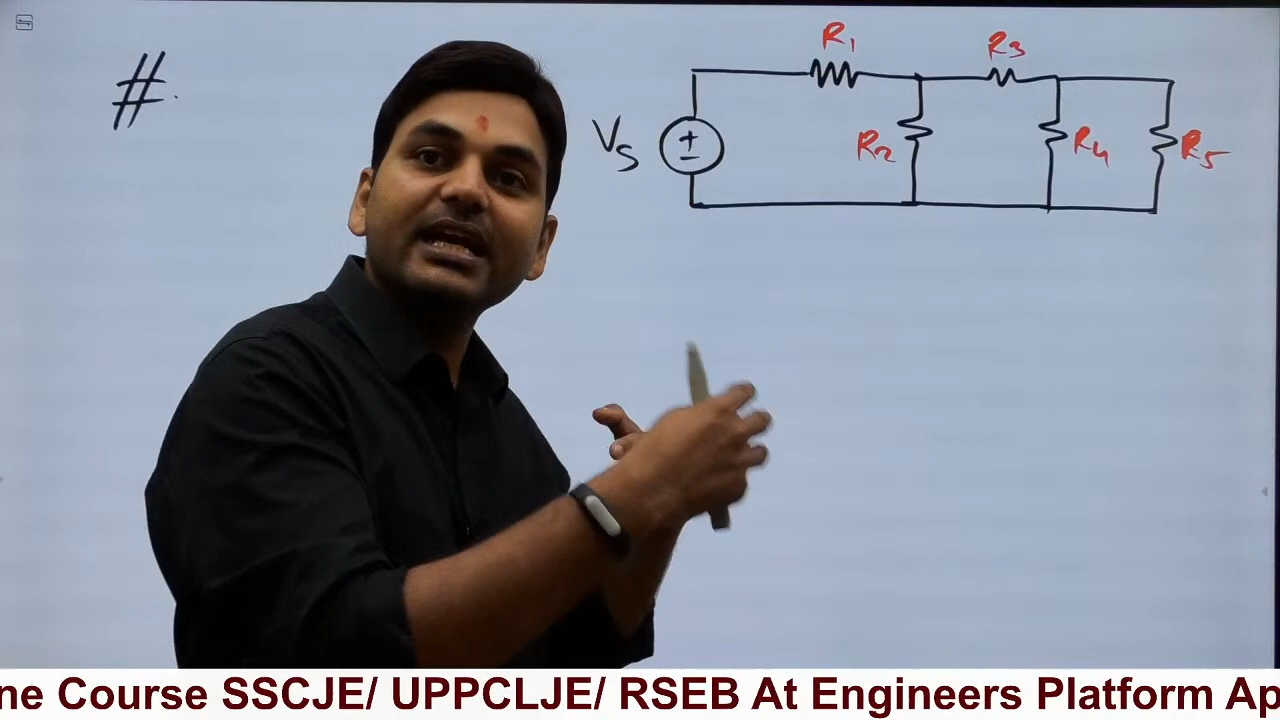 #.
R1
R3
Vs
+
-
R2
R4
R5
ne Course SSCJE/ UPPCLJE/ RSEB At Engineers Platform Ap